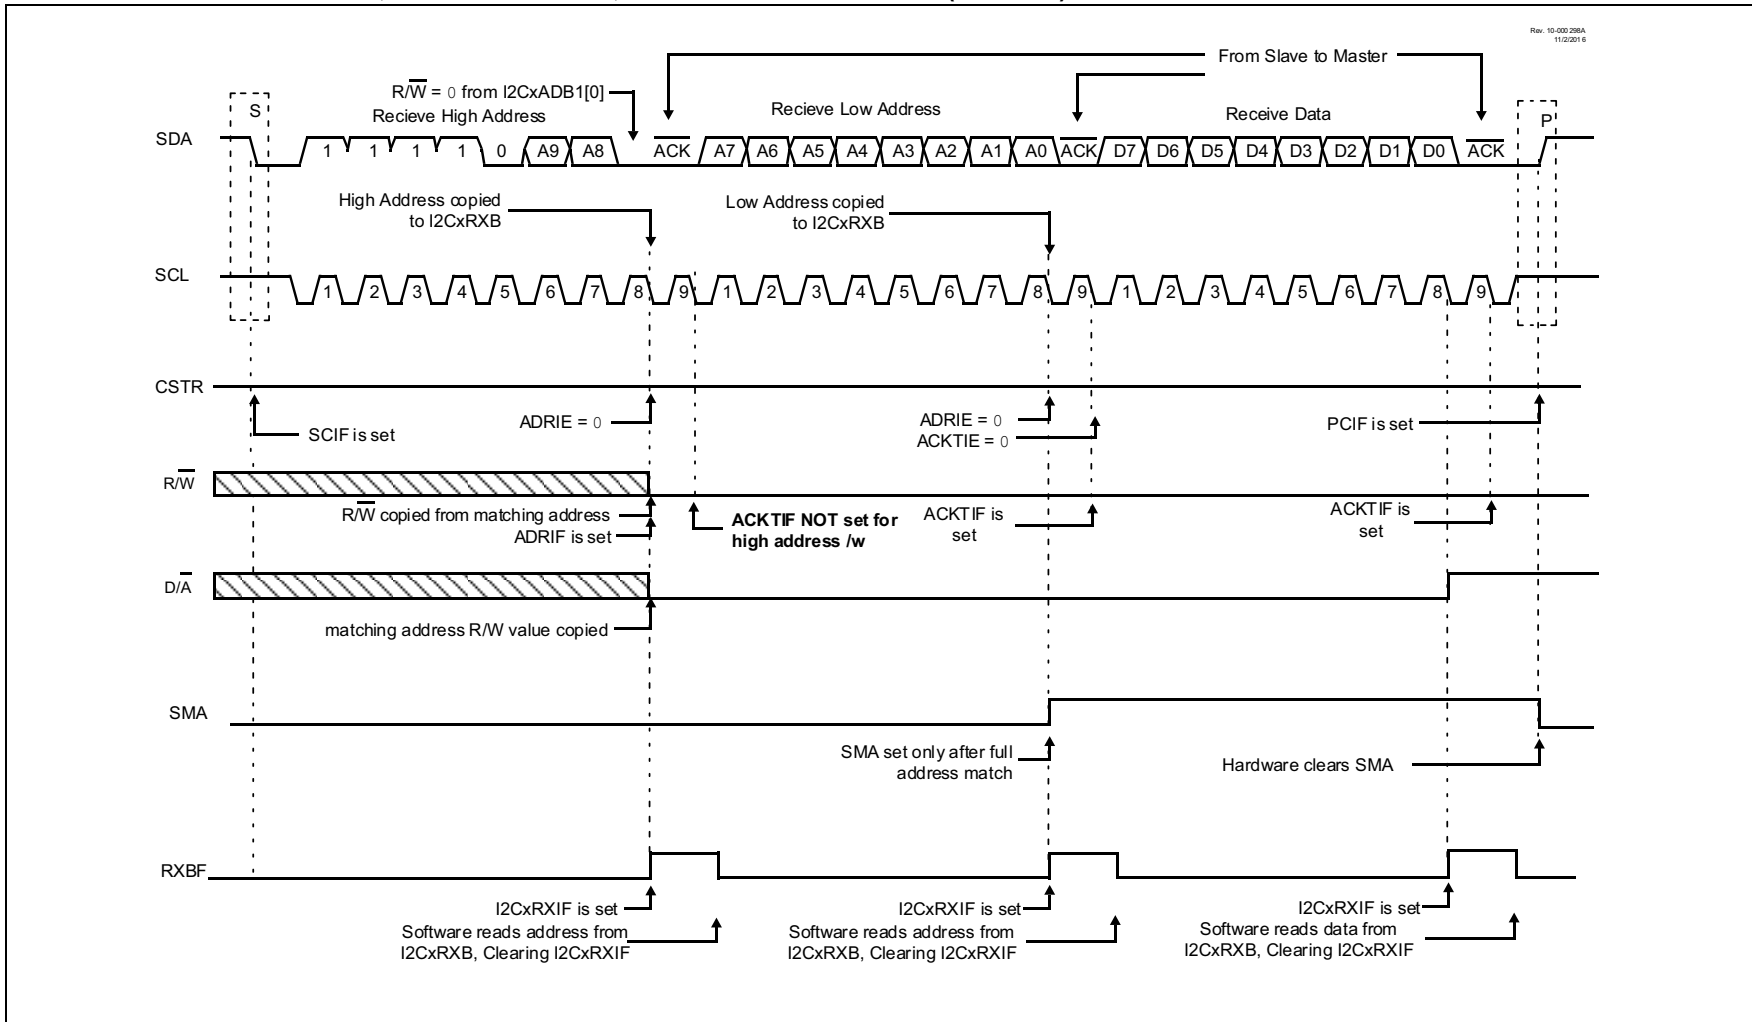 Rev. 10-000 298A
11/2/201 6
From Slave to Master
R/W = 0 from I2CxADB1[0]
Recieve High Address
Recieve Low Address
Receive Data
S
P
SDA
1 1 1 1 0 A9 A8 ACK A7 A6 A5 A4 A3 A2 A1 A0 ACK D7 D6 D5 D4 D3 D2 D1 D0 ACK
High Address copied
to I2CxRXB
Low Address copied
to I2CxRXB
SCL
1 2 3 4 5 6 7 8 9 1 2 3 4 5 6 7 8 9 1 2 3 4 5 6 7 8 9
CSTR
SCIF is set
ADRIE = 0
ADRIE = 0
ACKTIE = 0
PCIF is set
R/W
R/W copied from matching address
ADRIF is set
ACKTIF NOT set for
high address /w
ACKTIF is
set
ACKTIF is
set
D/A
matching address R/W value copied
SMA
SMA set only after full
address match
Hardware clears SMA
RXBF
I2CxRXIF is set
Software reads address from
I2CxRXB, Clearing I2CxRXIF
I2CxRXIF is set
Software reads address from
I2CxRXB, Clearing I2CxRXIF
I2CxRXIF is set
Software reads data from
I2CxRXB, Clearing I2CxRXIF